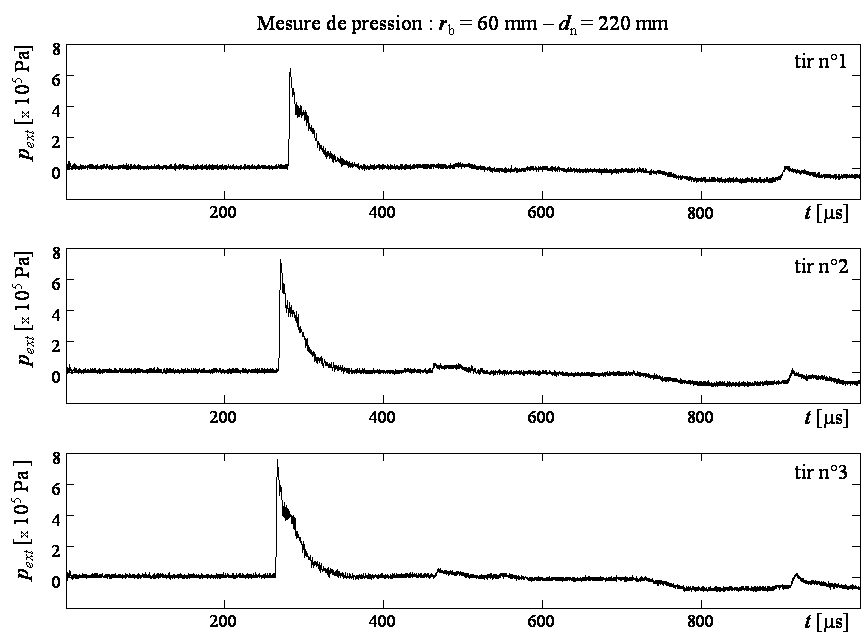 Mesure de pression : r_b = 60 mm – d_n = 220 mm
8
6
4
2
0
p_ext [x 10^5 Pa]
tir n°1
200 400 600 800 t [µs]
8
6
4
2
0
p_ext [x 10^5 Pa]
tir n°2
200 400 600 800 t [µs]
8
6
4
2
0
p_ext [x 10^5 Pa ]
tir n°3
200 400 600 800 t [µs]